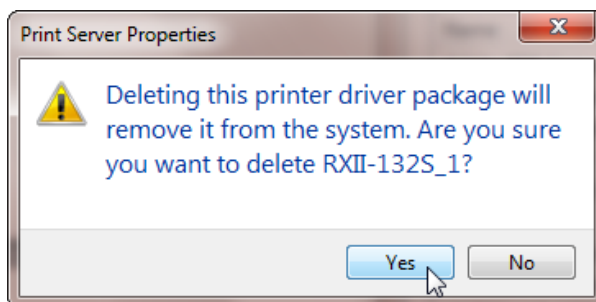 Print Server Properties
Deleting this printer driver package will
remove it from the system. Are you sure
you want to delete RXII-132S_1?
Yes
No